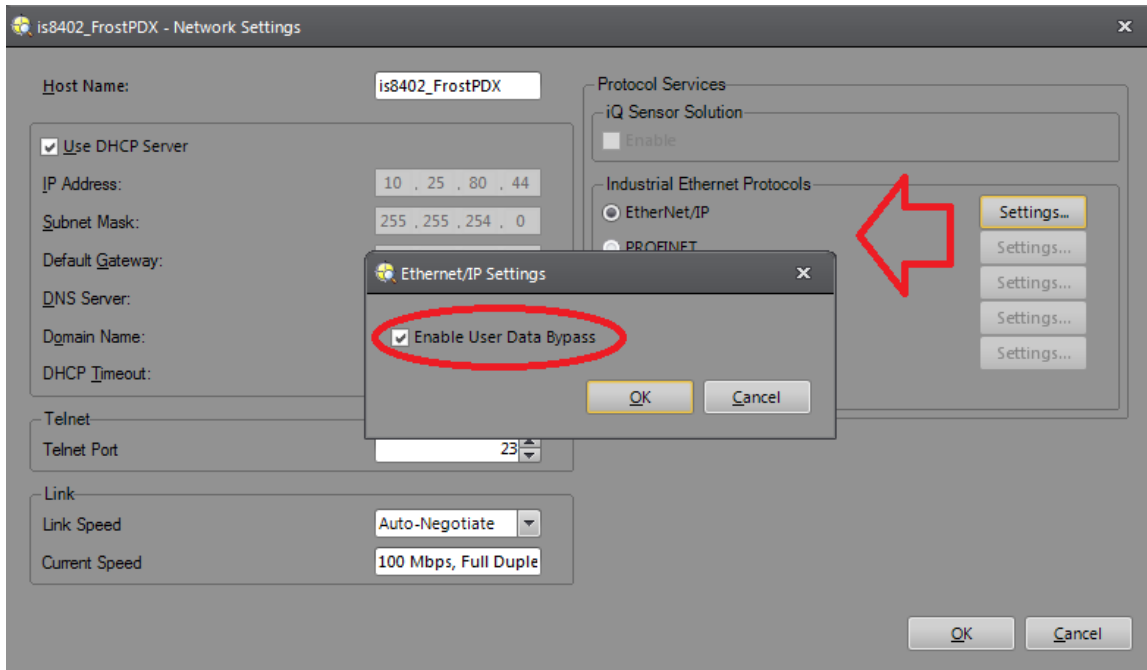 is8402_FrostPDX - Network Settings
Host Name:
is8402_FrostPDX
Use DHCP Server
IP Address:
10 . 25 . 80 . 44
Subnet Mask:
255 . 255 . 254 . 0
Default Gateway:
DNS Server:
Domain Name:
DHCP Timeout:
Telnet
Telnet Port
23
Link
Link Speed
Auto-Negotiate
Current Speed
100 Mbps, Full Duple
Protocol Services
iQ Sensor Solution
Enable
Industrial Ethernet Protocols
EtherNet/IP
Settings...
PROFINET
Settings...
Settings...
Settings...
Settings...
Ethernet/IP Settings
Enable User Data Bypass
OK
Cancel
OK
Cancel